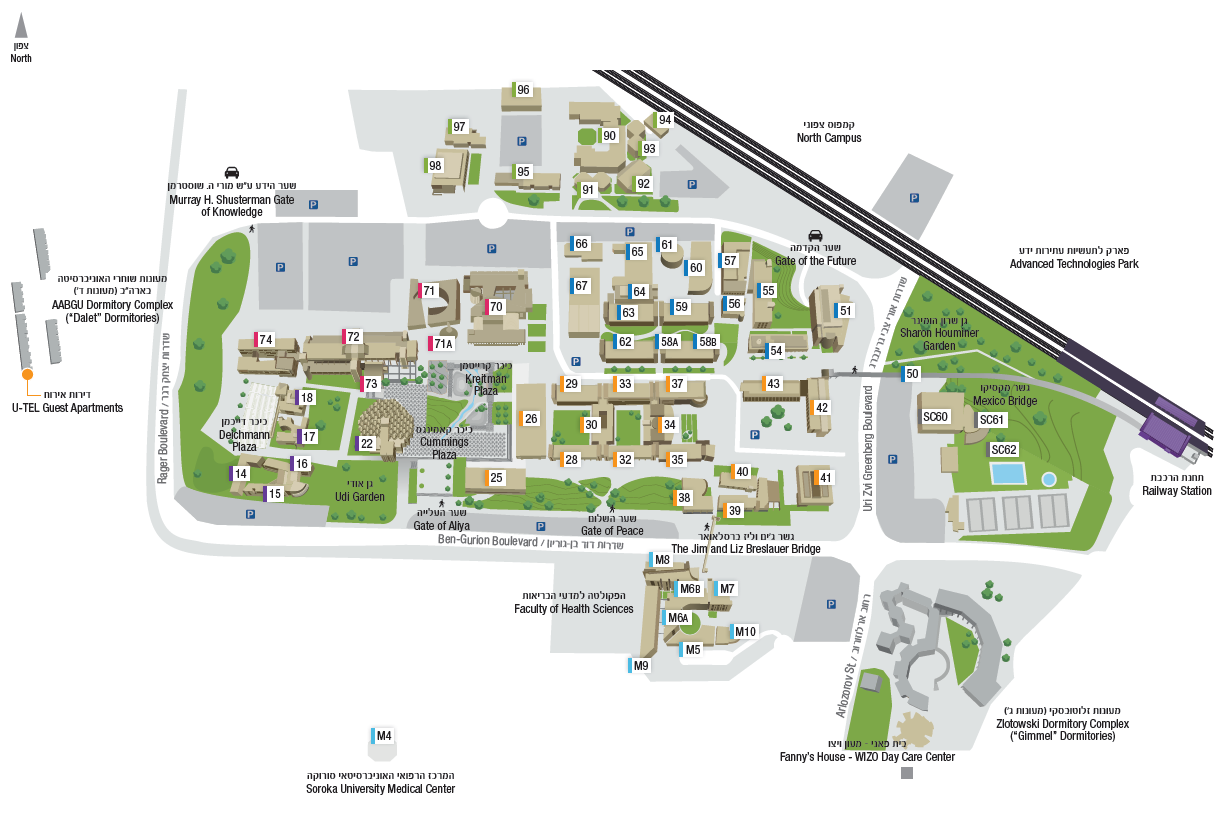 צפון
North
96
97
98
95
90
94
93
92
91
P
P
קמפוס צפוני
North Campus
P
שער הידע ע"ש מורי ה. שוסטרמן
Murray H. Shusterman Gate
of Knowledge
P
P
P
P
P
66
65
61
60
67
64
63
59
62
58A
58B
57
56
55
54
51
שער הקדמה
Gate of the Future
פארק לתעשיות עתירות ידע
Advanced Technologies Park
מעונות שוחרי האוניברסיטה
בארה"ב (מעונות ד')
AABGU Dormitory Complex
("Dalet" Dormitories)
דירות אירוח
U-TEL Guest Apartments
שדרות יצחק רגר
Rager Boulevard /
71
70
71A
72
74
73
P
כיכר קרייטמן
Kreitman
Plaza
כיכר דייכמן
Deichmann
Plaza
כיכר קאמינגס
Cummings
Plaza
18
17
16
22
14
15
גן אודי
Udi Garden
P
26
29
33
37
30
34
28
32
35
25
38
40
39
41
43
42
P
50
שדרות אורי צבי גרינברג
Uri Zvi Greenberg Boulevard
גן שרון הומינר
Sharon Houminer
Garden
גשר מקסיקו
Mexico Bridge
SC60
SC61
SC62
P
תחנת הרכבת
Railway Station
שער העלייה
Gate of Aliya
P
שער השלום
Gate of Peace
Ben-Gurion Boulevard / שדרות דוד בן-גוריון
גשר ג'ים וליז ברסלאואר
The Jim and Liz Breslauer Bridge
הפקולטה למדעי הבריאות
Faculty of Health Sciences
M8
M6B
M7
M6A
M10
M5
M9
P
רחוב ארלוזורוב
Arlozorov St. /
מעונות זלוטובסקי (מעונות ג')
Zlotowski Dormitory Complex
("Gimmel" Dormitories)
בית פאני - מעון ויצו
Fanny's House - WIZO Day Care Center
M4
המרכז הרפואי האוניברסיטאי סורוקה
Soroka University Medical Center